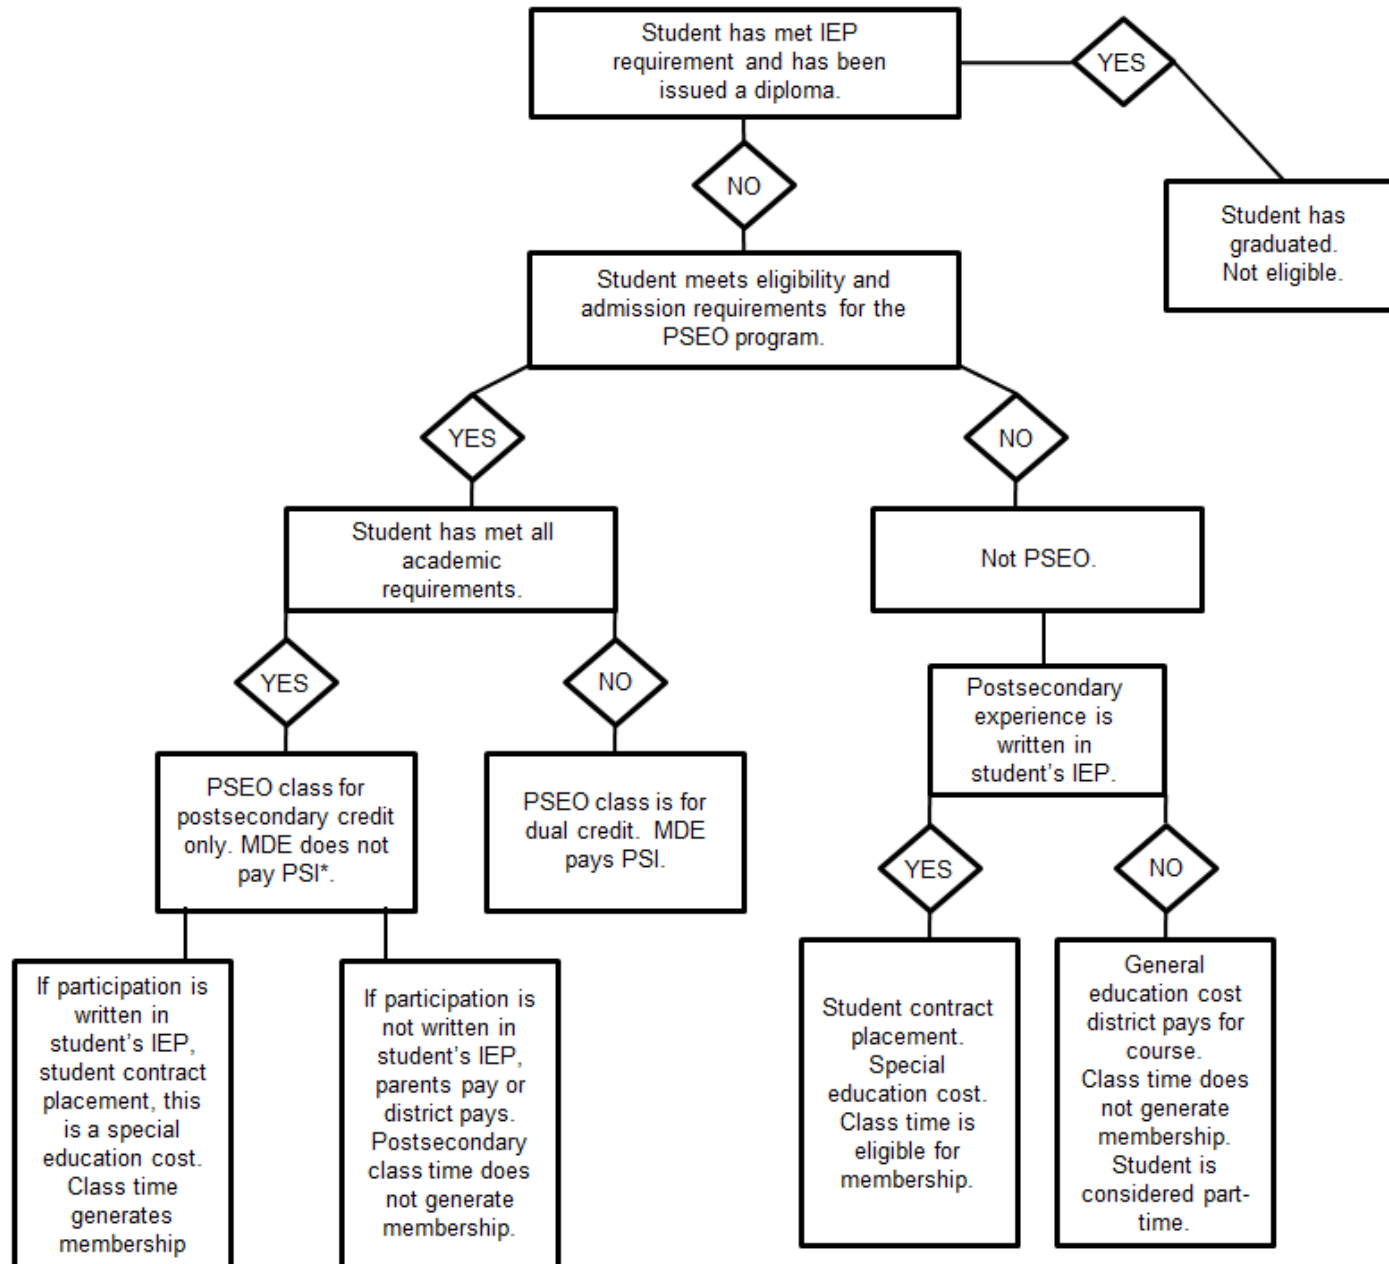 Student has met IEP
requirement and has been
issued a diploma.
YES
NO
Student has
graduated.
Not eligible.
Student meets eligibility and
admission requirements for the
PSEO program.
YES
NO
Student has met all
academic
requirements.
Not PSEO.
YES
NO
Postsecondary
experience is
written in
student's IEP.
PSEO class for
postsecondary credit
only. MDE does not
pay PSI*.
PSEO class is for
dual credit. MDE
pays PSI.
YES
NO
If participation is
written in
student's IEP,
student contract
placement, this
is a special
education cost.
Class time
generates
membership
If participation is
not written in
student's IEP,
parents pay or
district pays.
Postsecondary
class time does
not generate
membership.
Student contract
placement.
Special
education cost.
Class time is
eligible for
membership.
General
education cost
district pays for
course.
Class time does
not generate
membership.
Student is
considered part-
time.